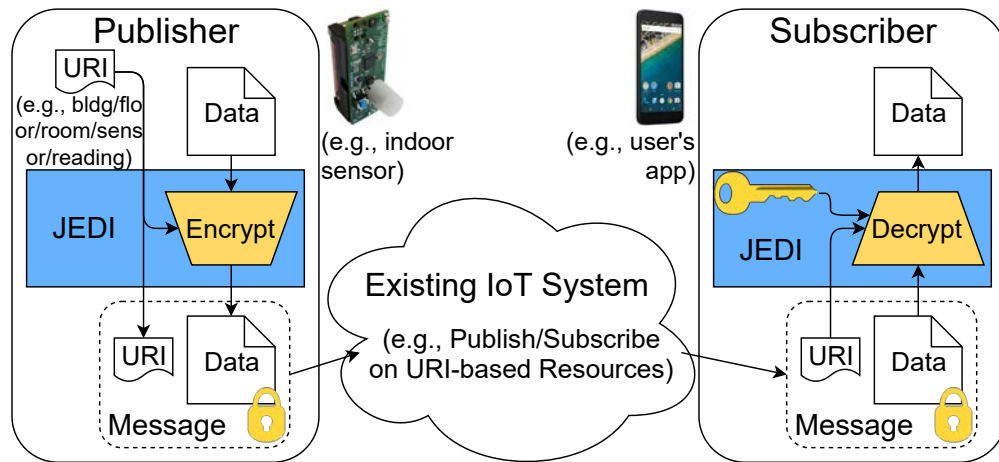 Publisher
URI
(e.g., bldg/flo
or/room/sens
or/reading)
Data
JEDI
Encrypt
URI
Data
Message
(e.g., indoor
sensor)
(e.g., user's
app)
Existing IoT System
(e.g., Publish/Subscribe
on URI-based Resources)
Subscriber
Data
JEDI
Decrypt
URI
Data
Message